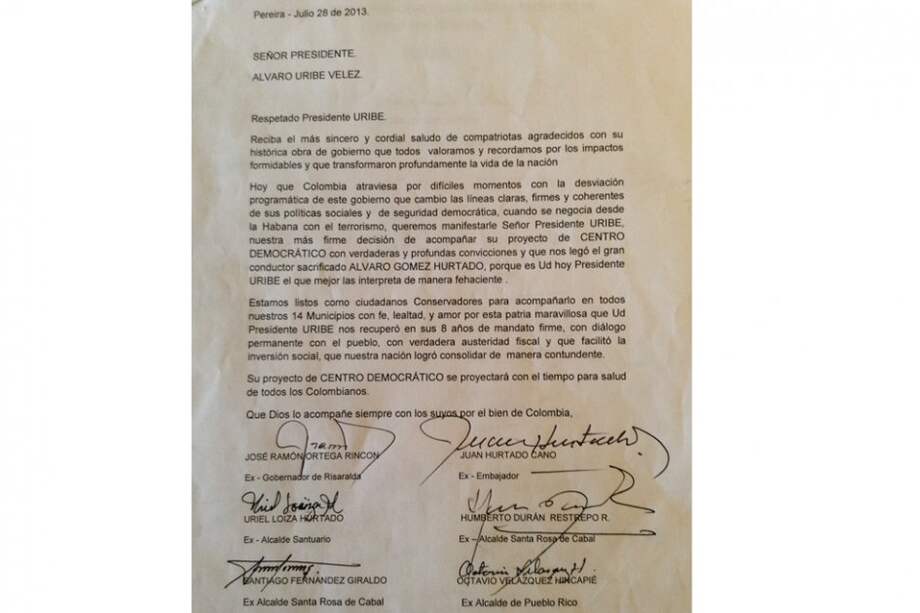 Pereira - Julio 28 de 2013.
SEÑOR PRESIDENTE.
ALVARO URIBE VELEZ.
Respetado Presidente URIBE.
Reciba el más sincero y cordial saludo de compatriotas agradecidos con su
histórica obra de gobierno que todos valoramos y recordamos por los impactos
formidables y que transformaron profundamente la vida de la nación
Hoy que Colombia atraviesa por difíciles momentos con la desviación
programática de este gobierno que cambio las líneas claras, firmes y coherentes
de sus políticas sociales y de seguridad democrática, cuando se negocia desde
la Habana con el terrorismo, queremos manifestarle Señor Presidente URIBE,
nuestra más firme decisión de acompañar su proyecto de CENTRO
DEMOCRÁTICO con verdaderas y profundas convicciones y que nos legó el gran
conductor sacrificado ALVARO GOMEZ HURTADO, porque es Ud hoy Presidente
URIBE el que mejor las interpreta de manera fehaciente .
Estamos listos como ciudadanos Conservadores para acompañarlo en todos
nuestros 14 Municipios con fe, lealtad, y amor por esta patria maravillosa que Ud
Presidente URIBE nos recuperó en sus 8 años de mandato firme, con diálogo
permanente con el pueblo, con verdadera austeridad fiscal y que facilitó la
inversión social, que nuestra nación logró consolidar de manera contundente.
Su proyecto de CENTRO DEMOCRÁTICO se proyectará con el tiempo para salud
de todos los Colombianos.
Que Dios lo acompañe siempre con los suyos por el bien de Colombia,
Juan Hurtado
JOSÉ RAMÓN ORTEGA RINCON JUAN HURTADO CANO
Ex - Gobernador de Risaralda Ex - Embajador
Uriel Loaiza H
URIEL LOIZA HURTADO HUMBERTO DURÁN RESTREPO R.
Ex - Alcalde Santuario Ex – Alcalde Santa Rosa de Cabal
Octavio Velazquez H.
SANTIAGO FERNÁNDEZ GIRALDO OCTAVIO VELÁZQUEZ HINCAPIÉ
Ex Alcalde Santa Rosa de Cabal Ex Alcalde de Pueblo Rico